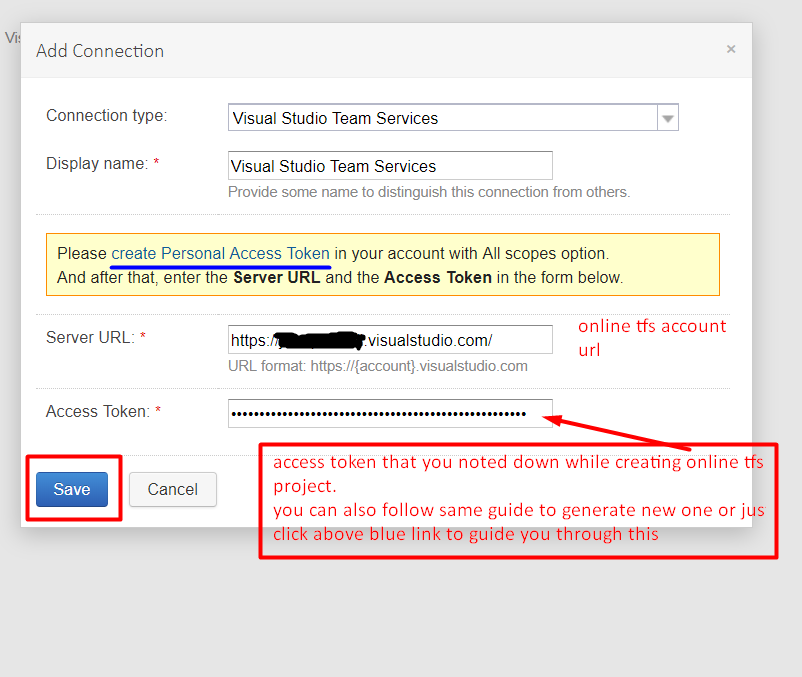 Vis
Add Connection
×
Connection type:
Visual Studio Team Services
Display name: *
Visual Studio Team Services
Provide some name to distinguish this connection from others.
Please create Personal Access Token in your account with All scopes option.
And after that, enter the Server URL and the Access Token in the form below.
Server URL: *
https:// .visualstudio.com/
online tfs account
url
URL format: https://{account}.visualstudio.com
Access Token: *
••••••••••••••••••••••••••••••••••••••••••••••••••••
access token that you noted down while creating online tfs
project.
you can also follow same guide to generate new one or jus
click above blue link to guide you through this
Save
Cancel